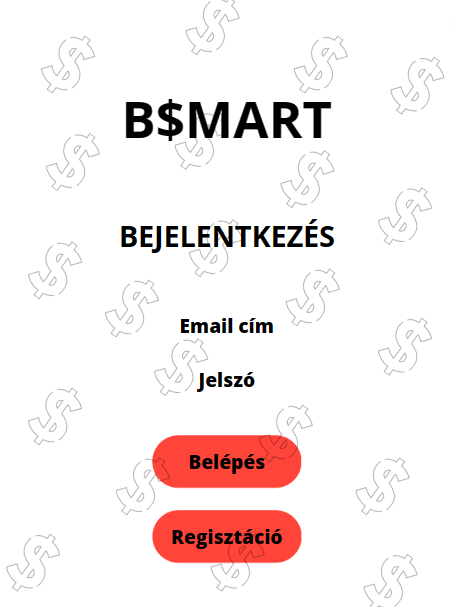 B$MART
BEJELENTKEZÉS
Email cím
Jelszó
Belépés
Regisztáció